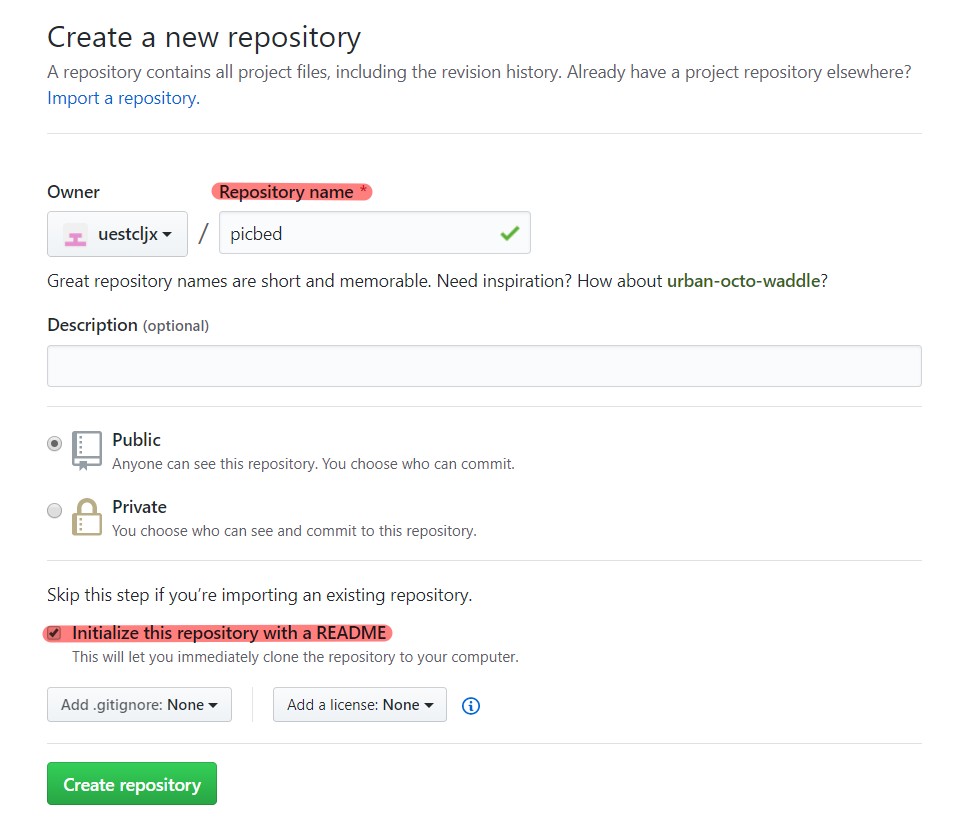 Create a new repository
A repository contains all project files, including the revision history. Already have a project repository elsewhere?
Import a repository.
Owner
Repository name *
uestcljx
/
picbed
Great repository names are short and memorable. Need inspiration? How about urban-octo-waddle?
Description (optional)
Public
Anyone can see this repository. You choose who can commit.
Private
You choose who can see and commit to this repository.
Skip this step if you’re importing an existing repository.
Initialize this repository with a README
This will let you immediately clone the repository to your computer.
Add .gitignore: None
Add a license: None
Create repository